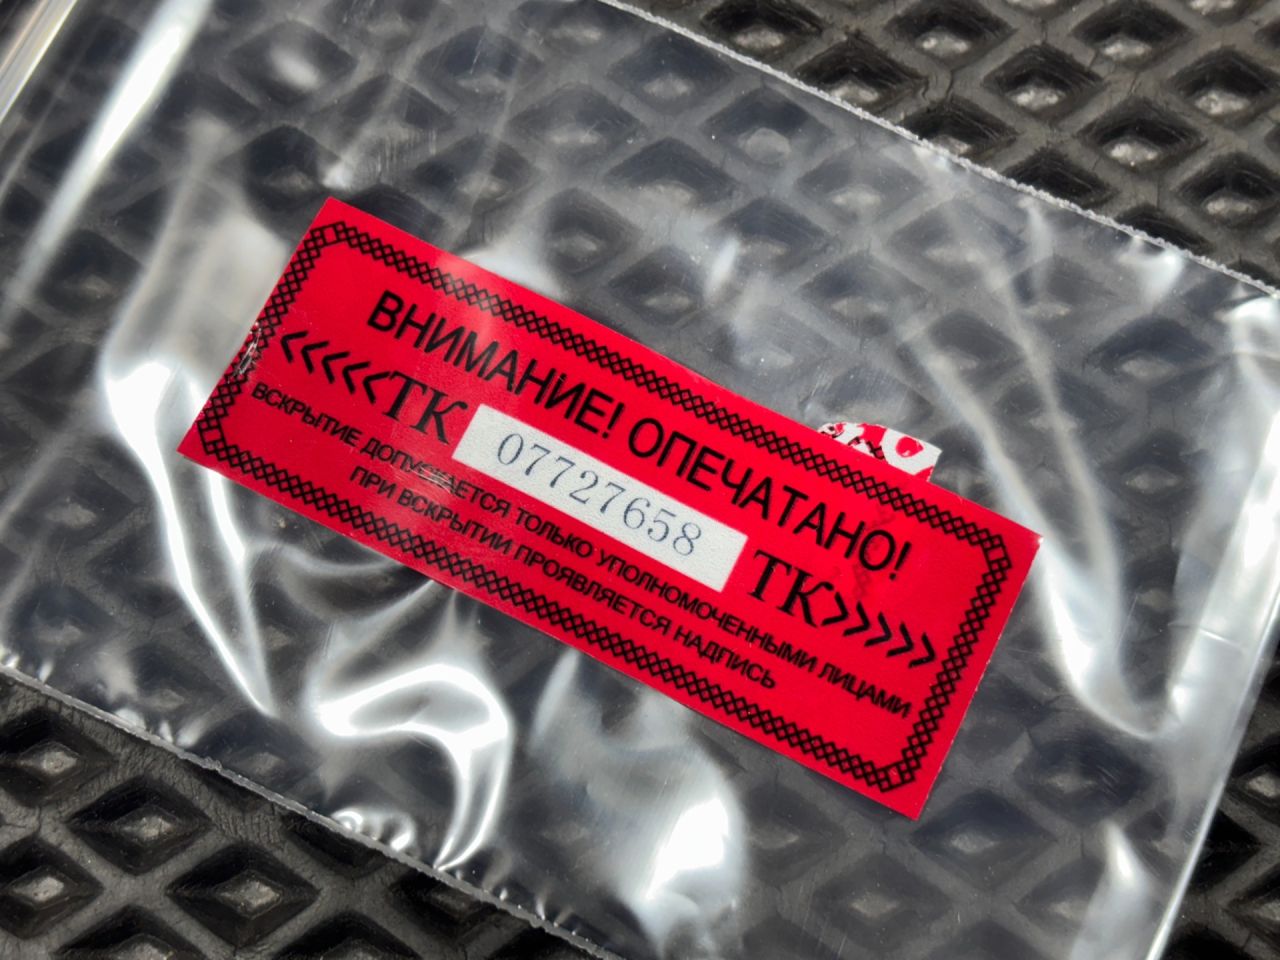 ВНИМАНИЕ! ОПЕЧАТАНО!
<<<<<ТК 07727658 ТК>>>>>
ВСКРЫТИЕ ДОПУСКАЕТСЯ ТОЛЬКО УПОЛНОМОЧЕННЫМИ ЛИЦАМИ
ПРИ ВСКРЫТИИ ПРОЯВЛЯЕТСЯ НАДПИСЬ